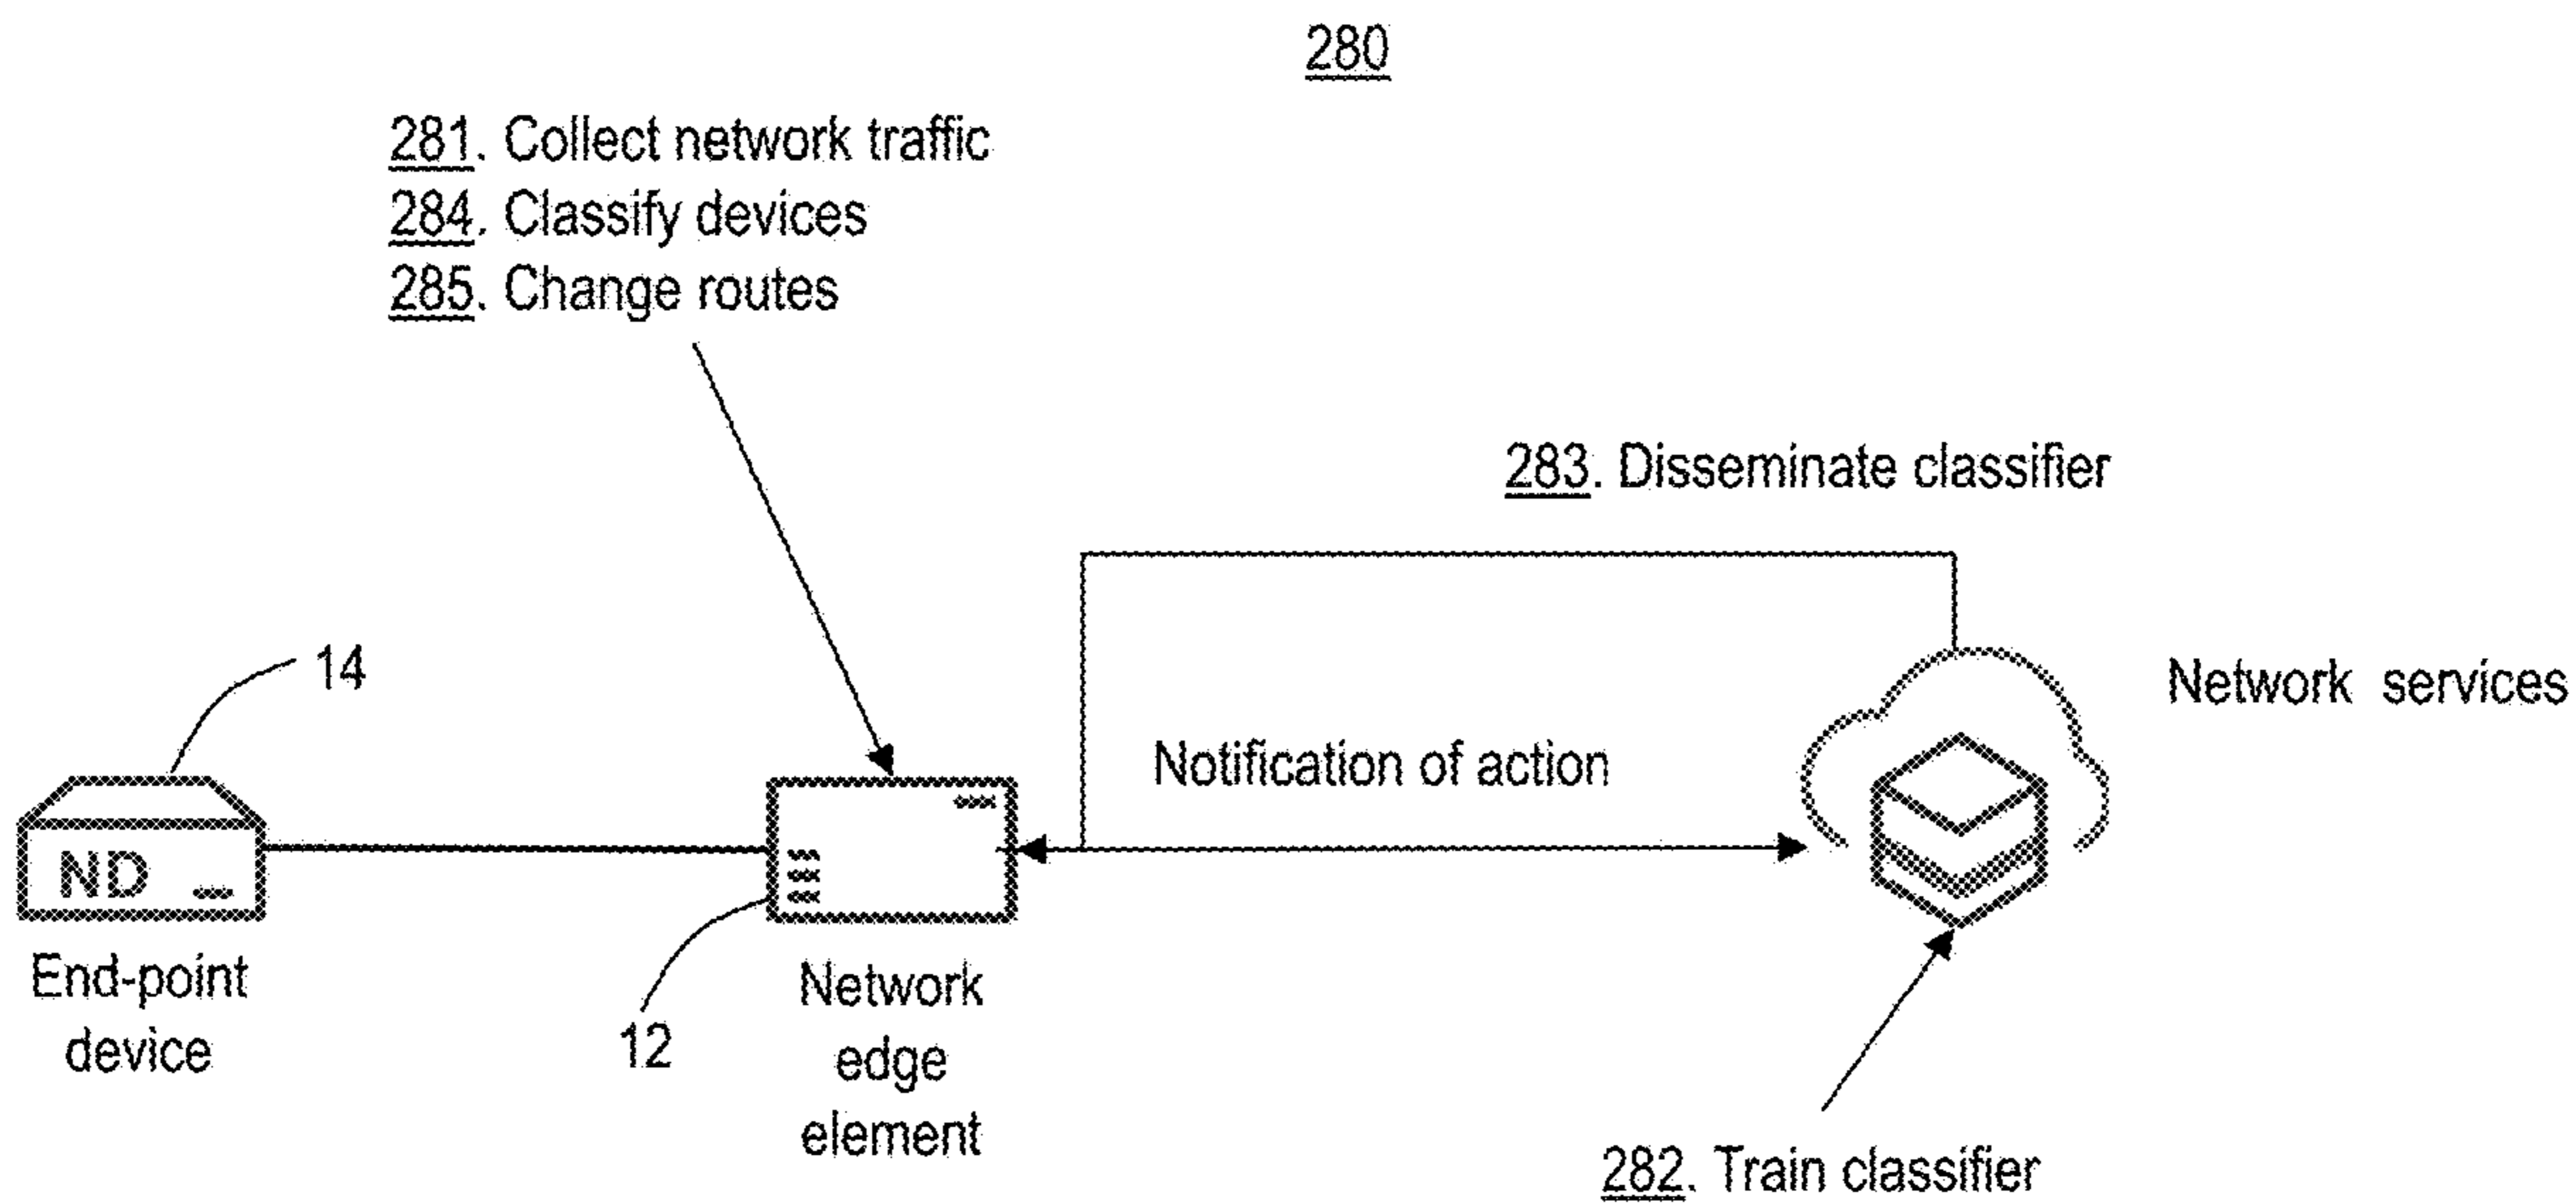 280
281. Collect network traffic
284. Classify devices
285. Change routes
283. Disseminate classifier
14
Network services
Notification of action
ND
End-point
device
12
Network
edge
element
282. Train classifier